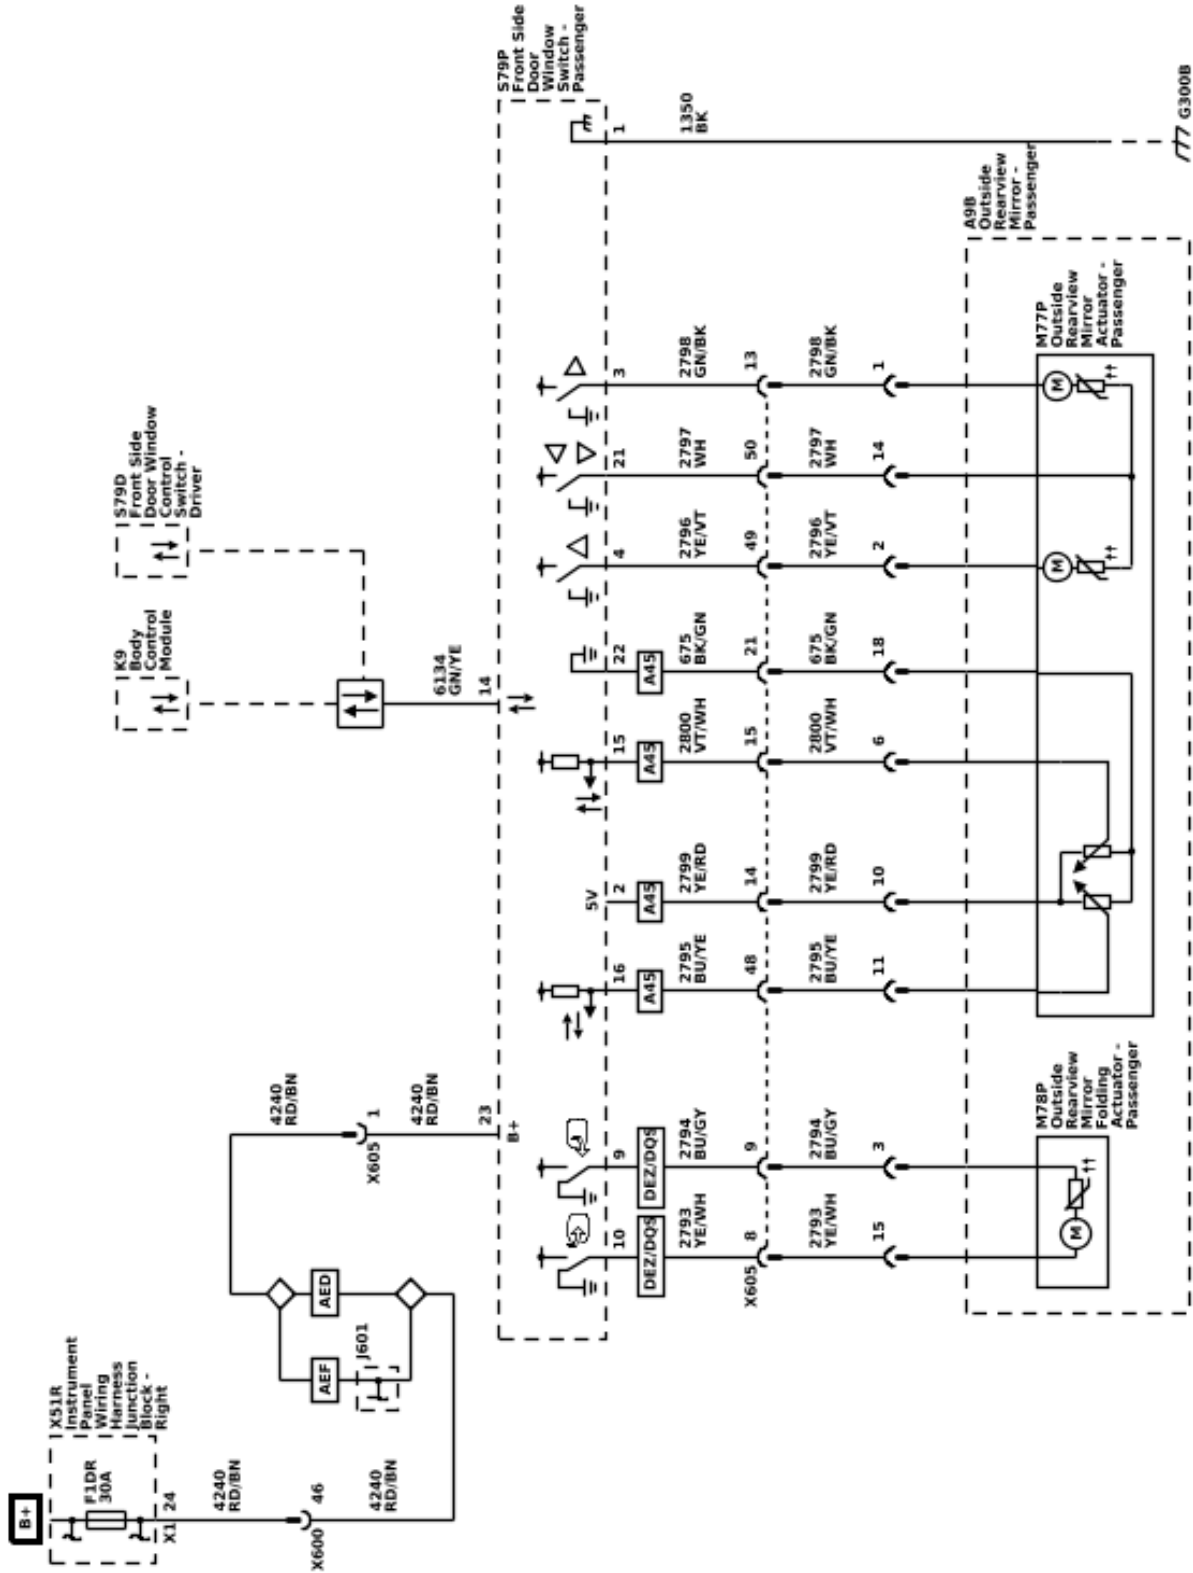 B+
X51R
Instrument
Panel
Wiring
Harness
Junction
Block -
Right
F1DR
30A
X1
24
4240
RD/BN
X600
46
4240
RD/BN
AEF
J601
AED
4240
RD/BN
X605
1
4240
RD/BN
23
B+
K9
Body
Control
Module
S79D
Front Side
Door Window
Control
Switch -
Driver
6134
GN/YE
14
S79P
Front Side
Door
Window
Switch -
Passenger
5V
10
9
16
2
15
22
4
21
3
1
DEZ/DQS
DEZ/DQS
A45
A45
A45
A45
2793
YE/WH
2794
BU/GY
2795
BU/YE
2799
YE/RD
2800
VT/WH
675
BK/GN
2796
YE/VT
2797
WH
2798
GN/BK
1350
BK
X605
8
9
48
14
15
21
49
50
13
2793
YE/WH
2794
BU/GY
2795
BU/YE
2799
YE/RD
2800
VT/WH
675
BK/GN
2796
YE/VT
2797
WH
2798
GN/BK
15
3
11
10
6
18
2
14
1
A9B
Outside
Rearview
Mirror -
Passenger
M78P
Outside
Rearview
Mirror
Folding
Actuator -
Passenger
M
M77P
Outside
Rearview
Mirror
Actuator -
Passenger
M
M
G300B